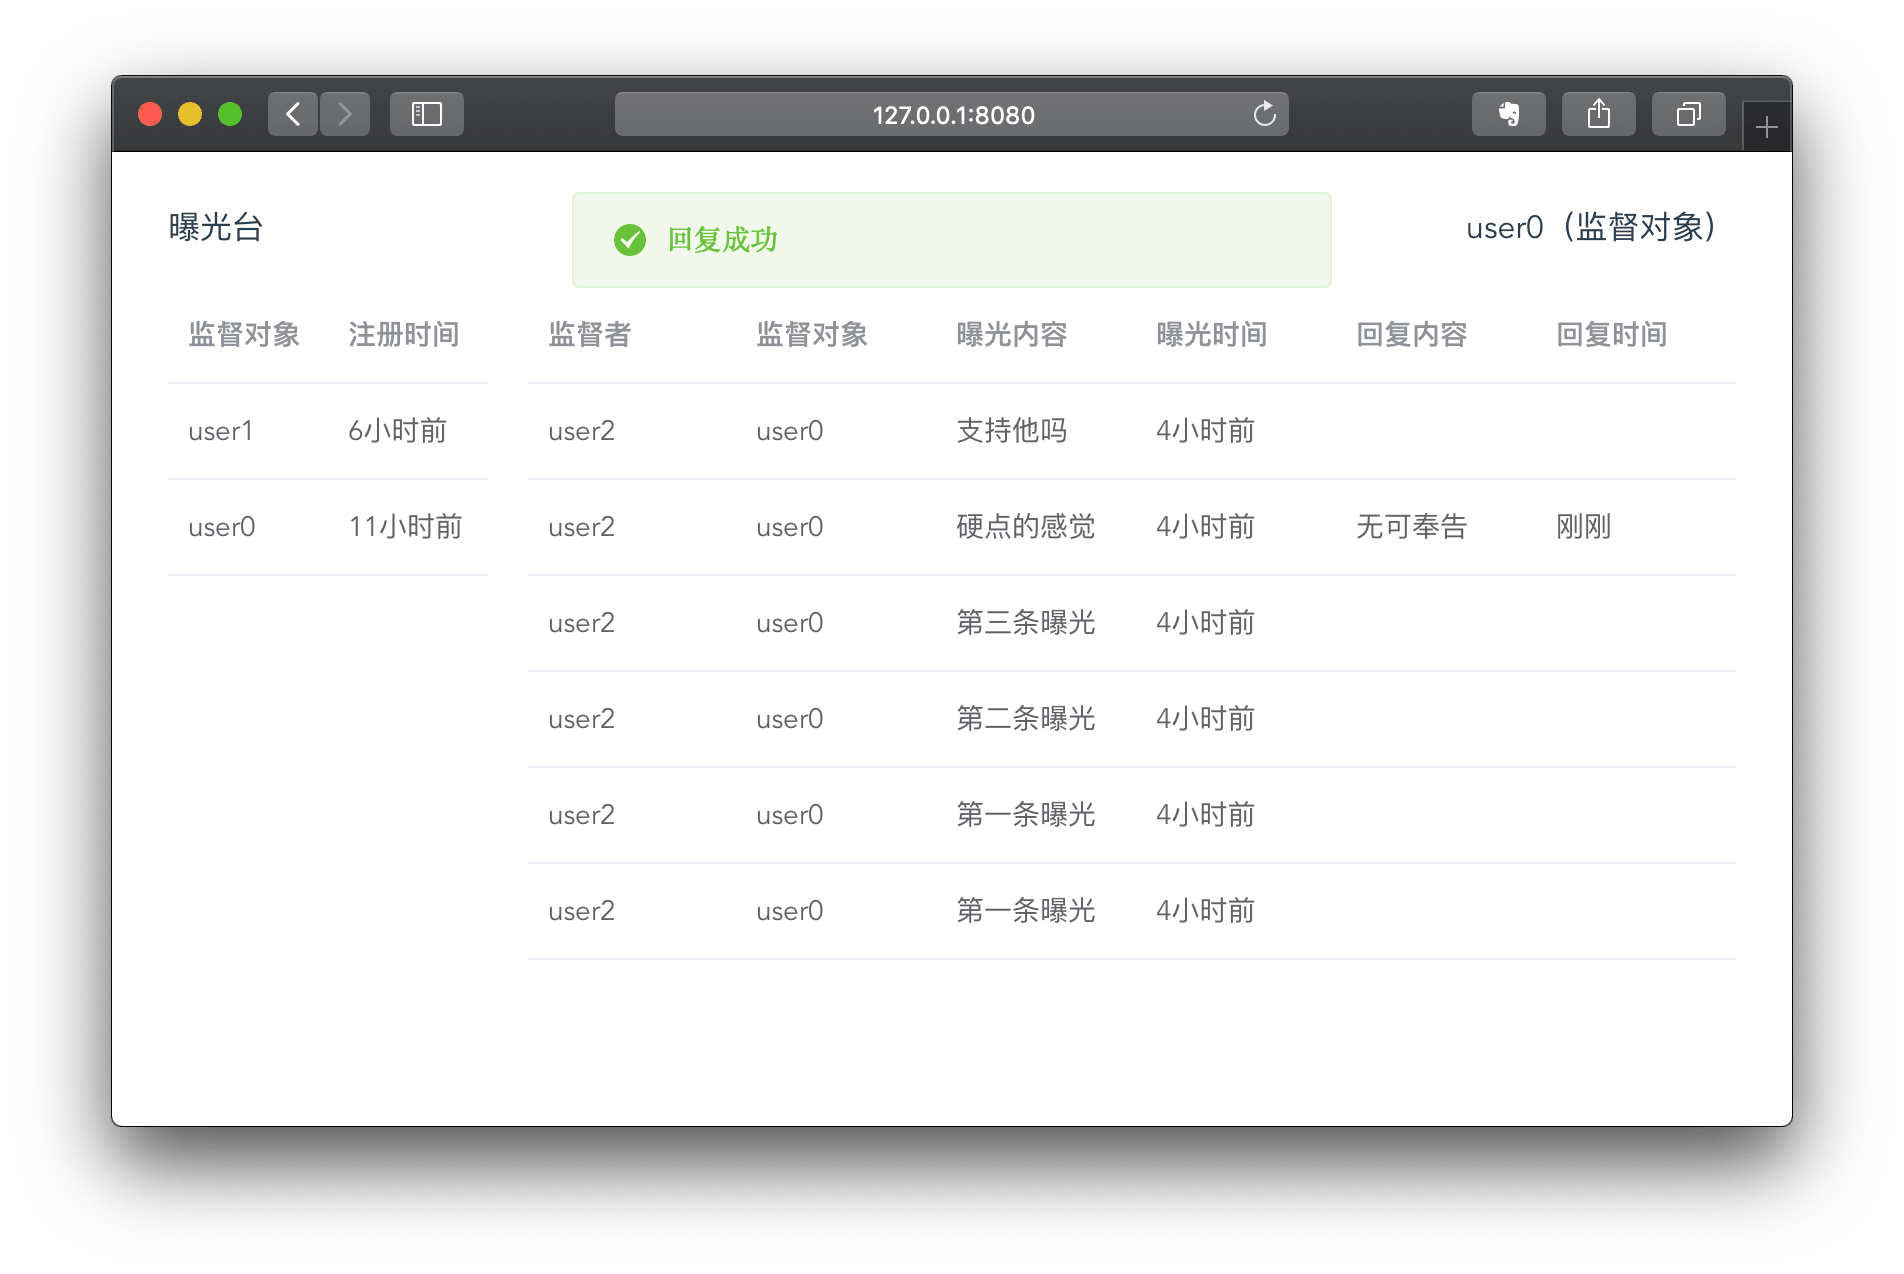 127.0.0.1:8080
曝光台
回复成功
user0（监督对象）
监督对象 注册时间
user1 6小时前
user0 11小时前
监督者 监督对象 曝光内容 曝光时间 回复内容 回复时间
user2 user0 支持他吗 4小时前
user2 user0 硬点的感觉 4小时前 无可奉告 刚刚
user2 user0 第三条曝光 4小时前
user2 user0 第二条曝光 4小时前
user2 user0 第一条曝光 4小时前
user2 user0 第一条曝光 4小时前